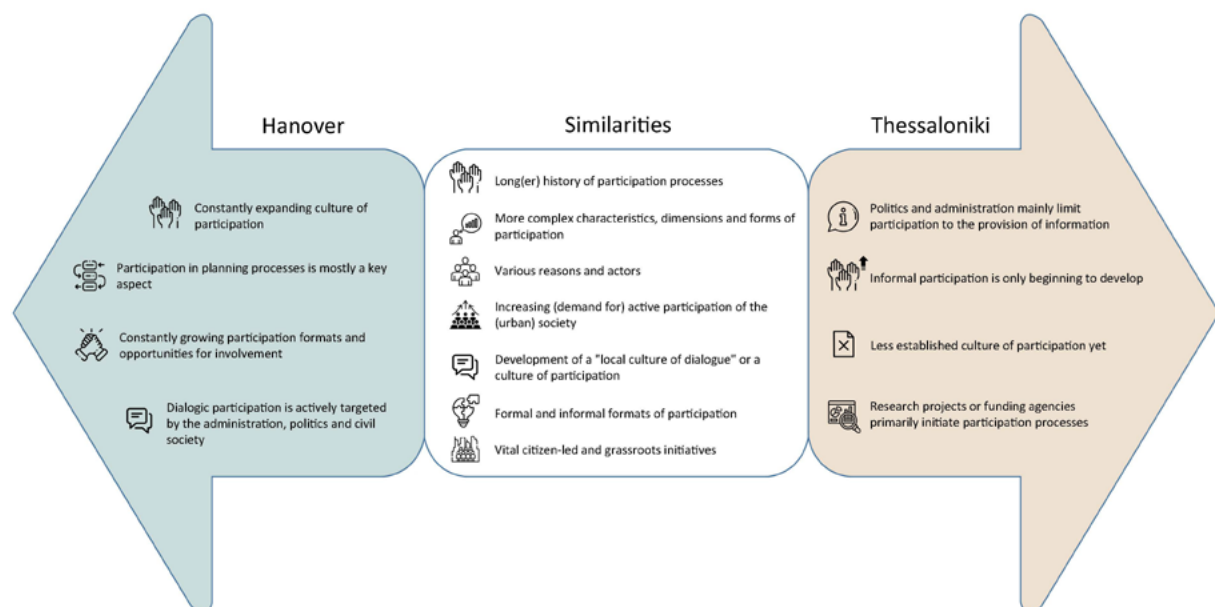 Hanover
Constantly expanding culture of
participation
Participation in planning processes is mostly a key
aspect
Constantly growing participation formats and
opportunities for involvement
Dialogic participation is actively targeted
by the administration, politics and civil
society
Similarities
Long(er) history of participation processes
More complex characteristics, dimensions and forms of
participation
Various reasons and actors
Increasing (demand for) active participation of the
(urban) society
Development of a "local culture of dialogue" or a
culture of participation
Formal and informal formats of participation
Vital citizen-led and grassroots initiatives
Thessaloniki
Politics and administration mainly limit
participation to the provision of information
Informal participation is only beginning to develop
Less established culture of participation yet
Research projects or funding agencies
primarily initiate participation processes